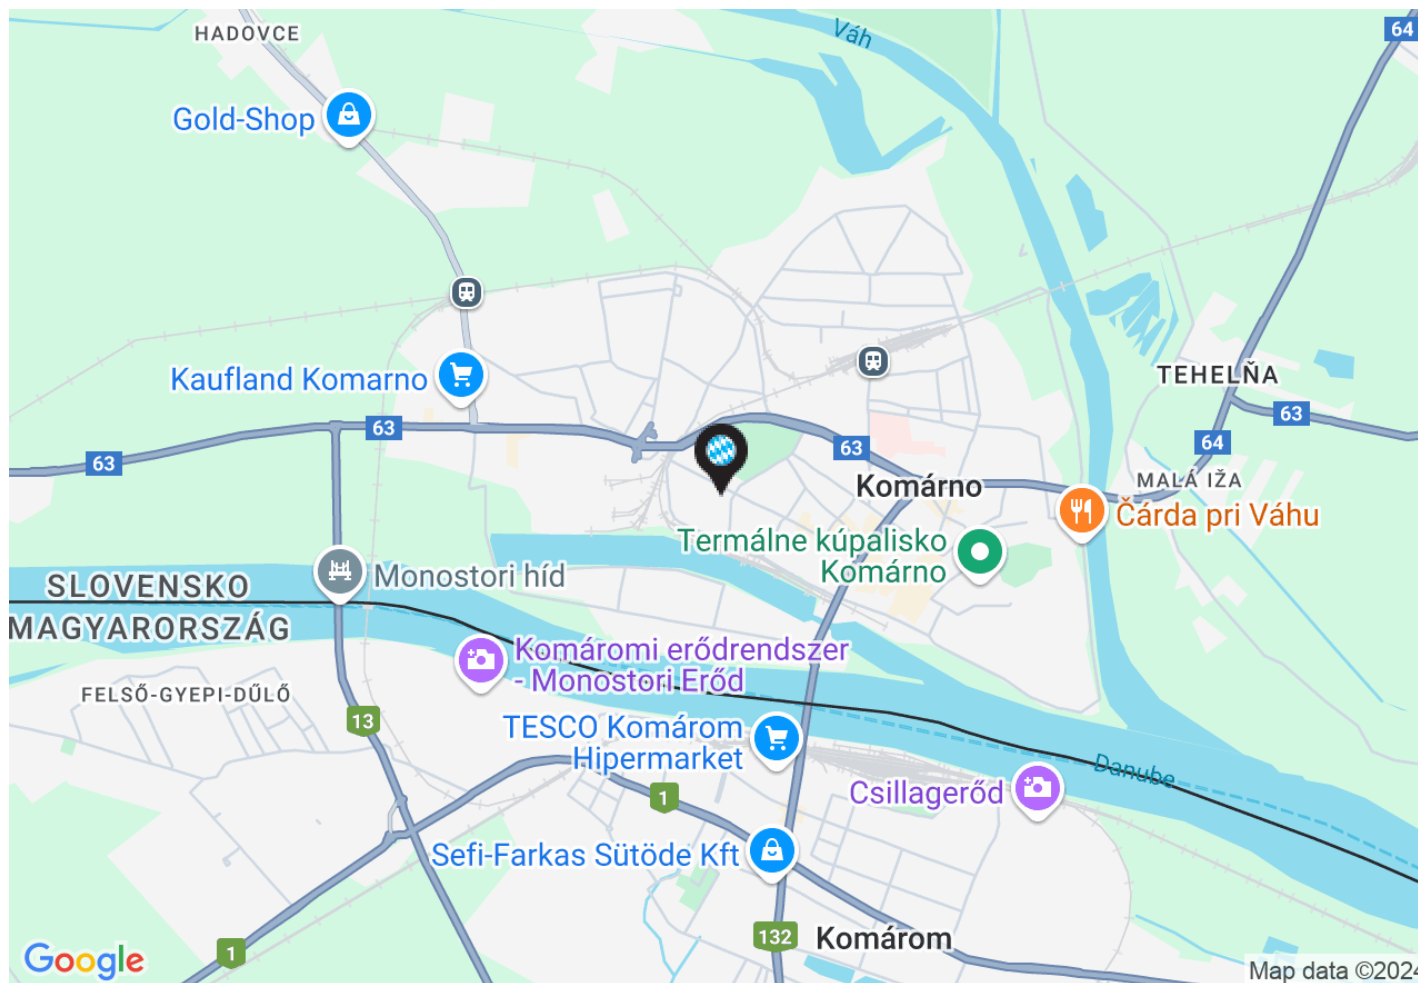 HADOVCE
Váh
64
Gold-Shop
TEHELŇA
Kaufland Komarno
63
63
63
63
64
MALÁ IŽA
Komárno
Čárda pri Váhu
Termálne kúpalisko
Komárno
SLOVENSKO
MAGYARORSZÁG
Monostori híd
Komáromi erődrendszer
- Monostori Erőd
FELSŐ-GYEPI-DŰLŐ
13
TESCO Komárom
Hipermarket
Danube
1
Csillagerőd
Sefi-Farkas Sütöde Kft
132
Komárom
1
Google
Map data ©2024